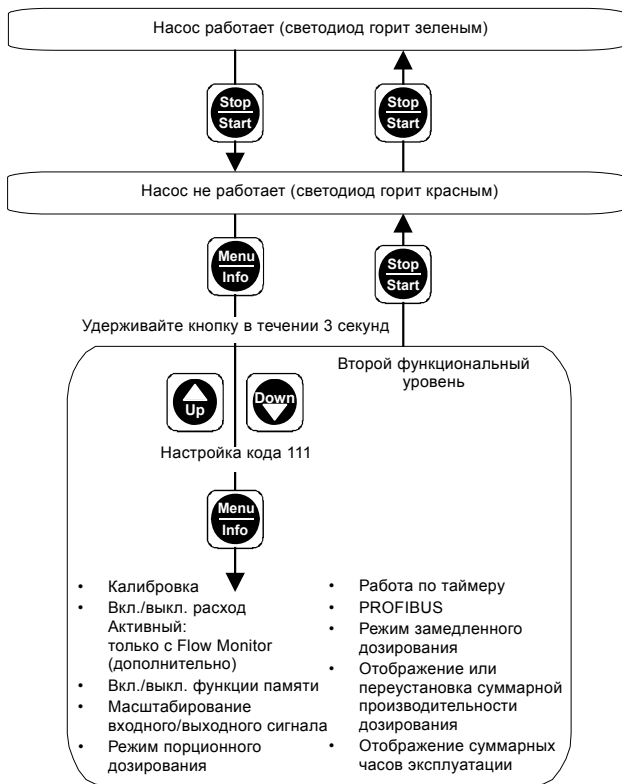 Насос работает (светодиод горит зеленым)
Stop
Start
Stop
Start
Насос не работает (светодиод горит красным)
Menu
Info
Stop
Start
Удерживайте кнопку в течении 3 секунд
Второй функциональный
уровень
Up
Down
Настройка кода 111
Menu
Info
• Калибровка
• Вкл./выкл. расход
Активный:
только с Flow Monitor
(дополнительно)
• Вкл./выкл. функции памяти
• Масштабирование
входного/выходного сигнала
• Режим порционного
дозирования
• Работа по таймеру
• PROFIBUS
• Режим замедленного
дозирования
• Отображение или
переустановка суммарной
производительности
дозирования
• Отображение суммарных
часов эксплуатации